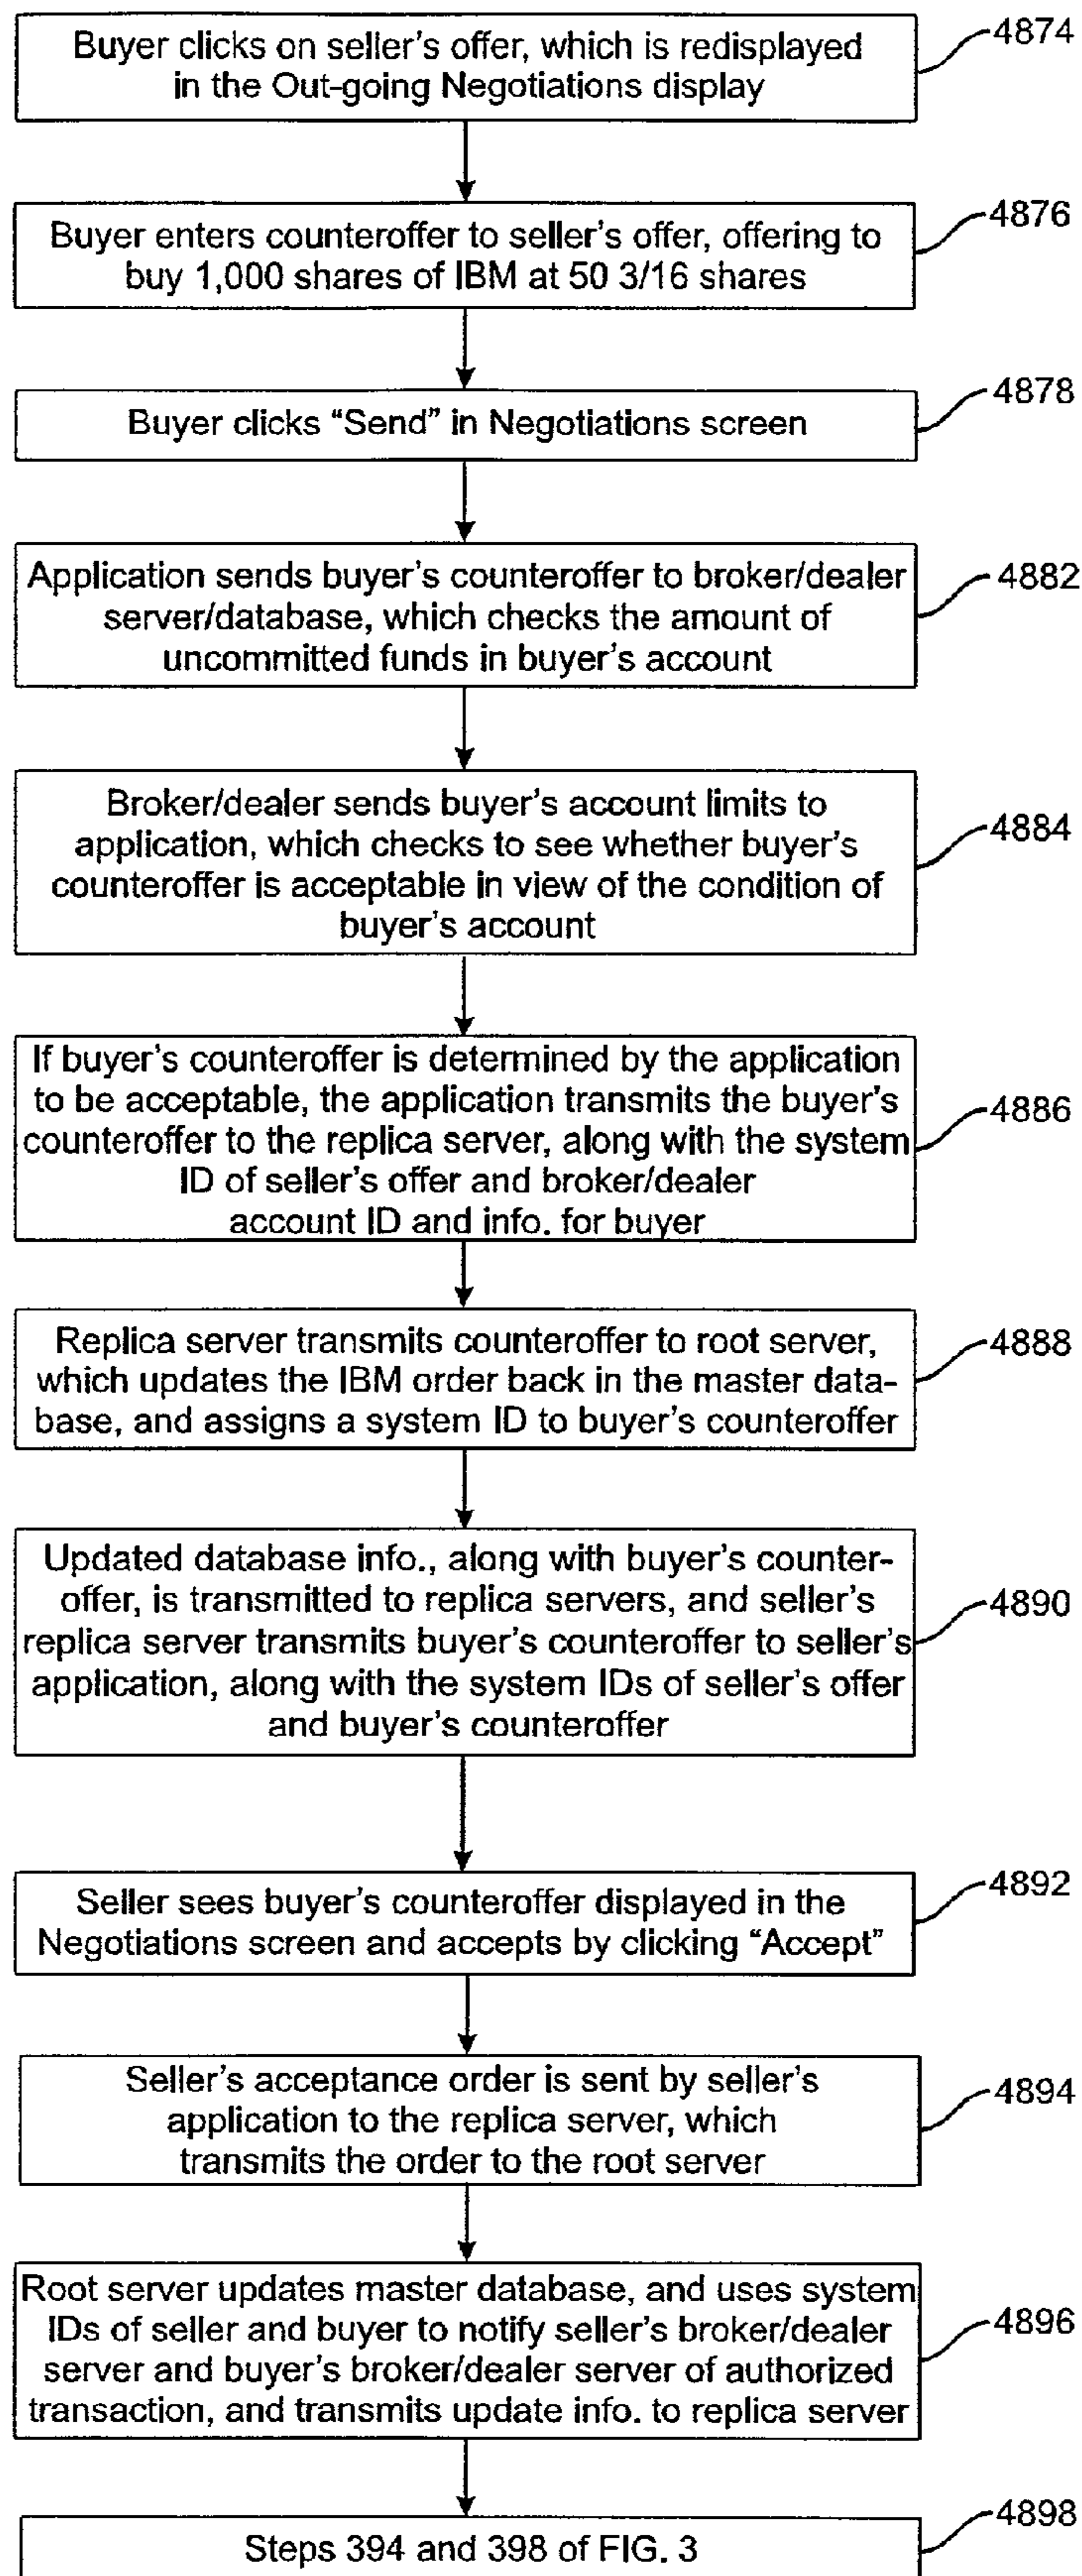 Buyer clicks on seller's offer, which is redisplayed
in the Out-going Negotiations display
4874
Buyer enters counteroffer to seller's offer, offering to
buy 1,000 shares of IBM at 50 3/16 shares
4876
Buyer clicks “Send” in Negotiations screen
4878
Application sends buyer's counteroffer to broker/dealer
server/database, which checks the amount of
uncommitted funds in buyer's account
4882
Broker/dealer sends buyer's account limits to
application, which checks to see whether buyer's
counteroffer is acceptable in view of the condition of
buyer's account
4884
If buyer's counteroffer is determined by the application
to be acceptable, the application transmits the buyer's
counteroffer to the replica server, along with the system
ID of seller's offer and broker/dealer
account ID and info. for buyer
4886
Replica server transmits counteroffer to root server,
which updates the IBM order back in the master data-
base, and assigns a system ID to buyer's counteroffer
4888
Updated database info., along with buyer's counter-
offer, is transmitted to replica servers, and seller's
replica server transmits buyer's counteroffer to seller's
application, along with the system IDs of seller's offer
and buyer's counteroffer
4890
Seller sees buyer's counteroffer displayed in the
Negotiations screen and accepts by clicking “Accept”
4892
Seller's acceptance order is sent by seller's
application to the replica server, which
transmits the order to the root server
4894
Root server updates master database, and uses system
IDs of seller and buyer to notify seller's broker/dealer
server and buyer's broker/dealer server of authorized
transaction, and transmits update info. to replica server
4896
Steps 394 and 398 of FIG. 3
4898